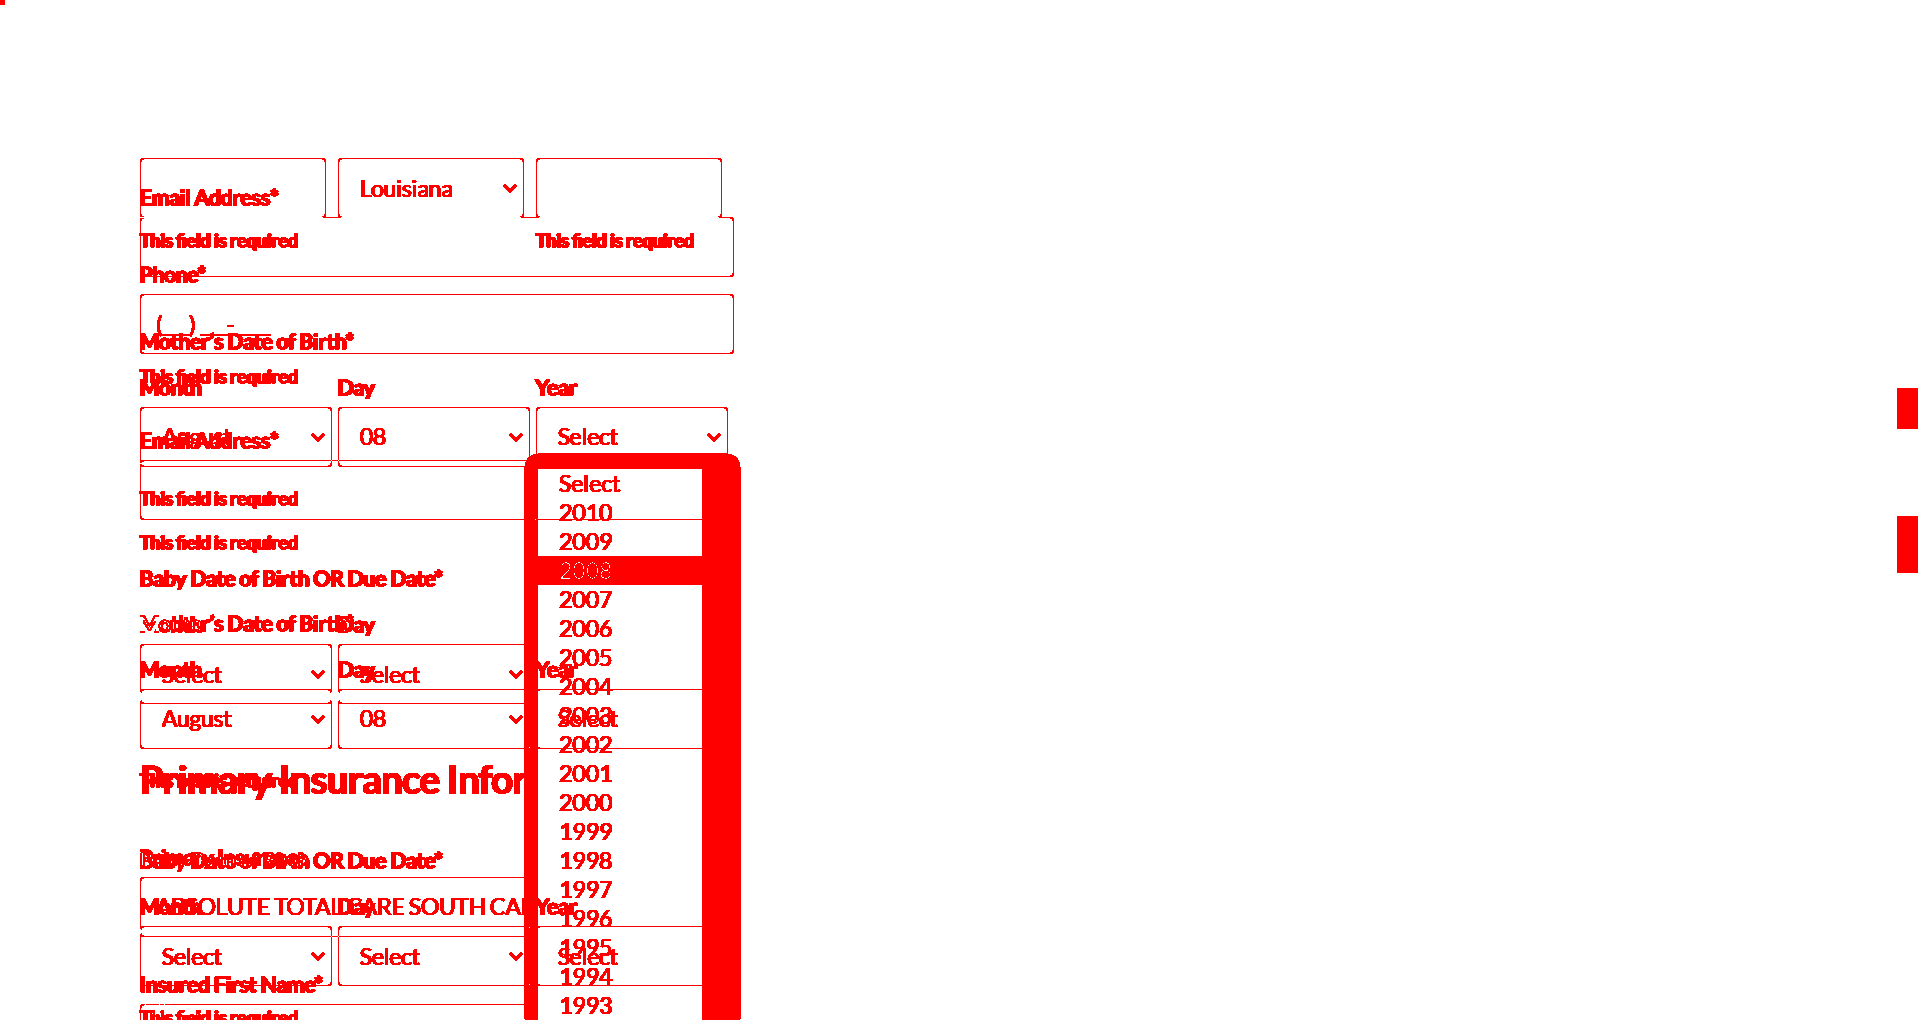 Louisiana
Email Address*
This field is required This field is required
Phone*
(__) ___-____
Mother's Date of Birth*
This field is required
Month Day Year
August 08 Select
Email Address*
Select
This field is required
2010
2009
This field is required
2008
Baby Date of Birth OR Due Date*
2007
Mother's Date of Birth* Day
2006
2005
Month Day Year
Select Select
2004
2003
August 08 Select
2002
2001
Primary Insurance Infor
2000
1999
Baby Date of Birth OR Due Date*
1998
1997
Month ABSOLUTE TOTAL CARE SOUTH CAR Day Year
1996
1995
Select Select Select
1994
Insured First Name*
1993
This field is required